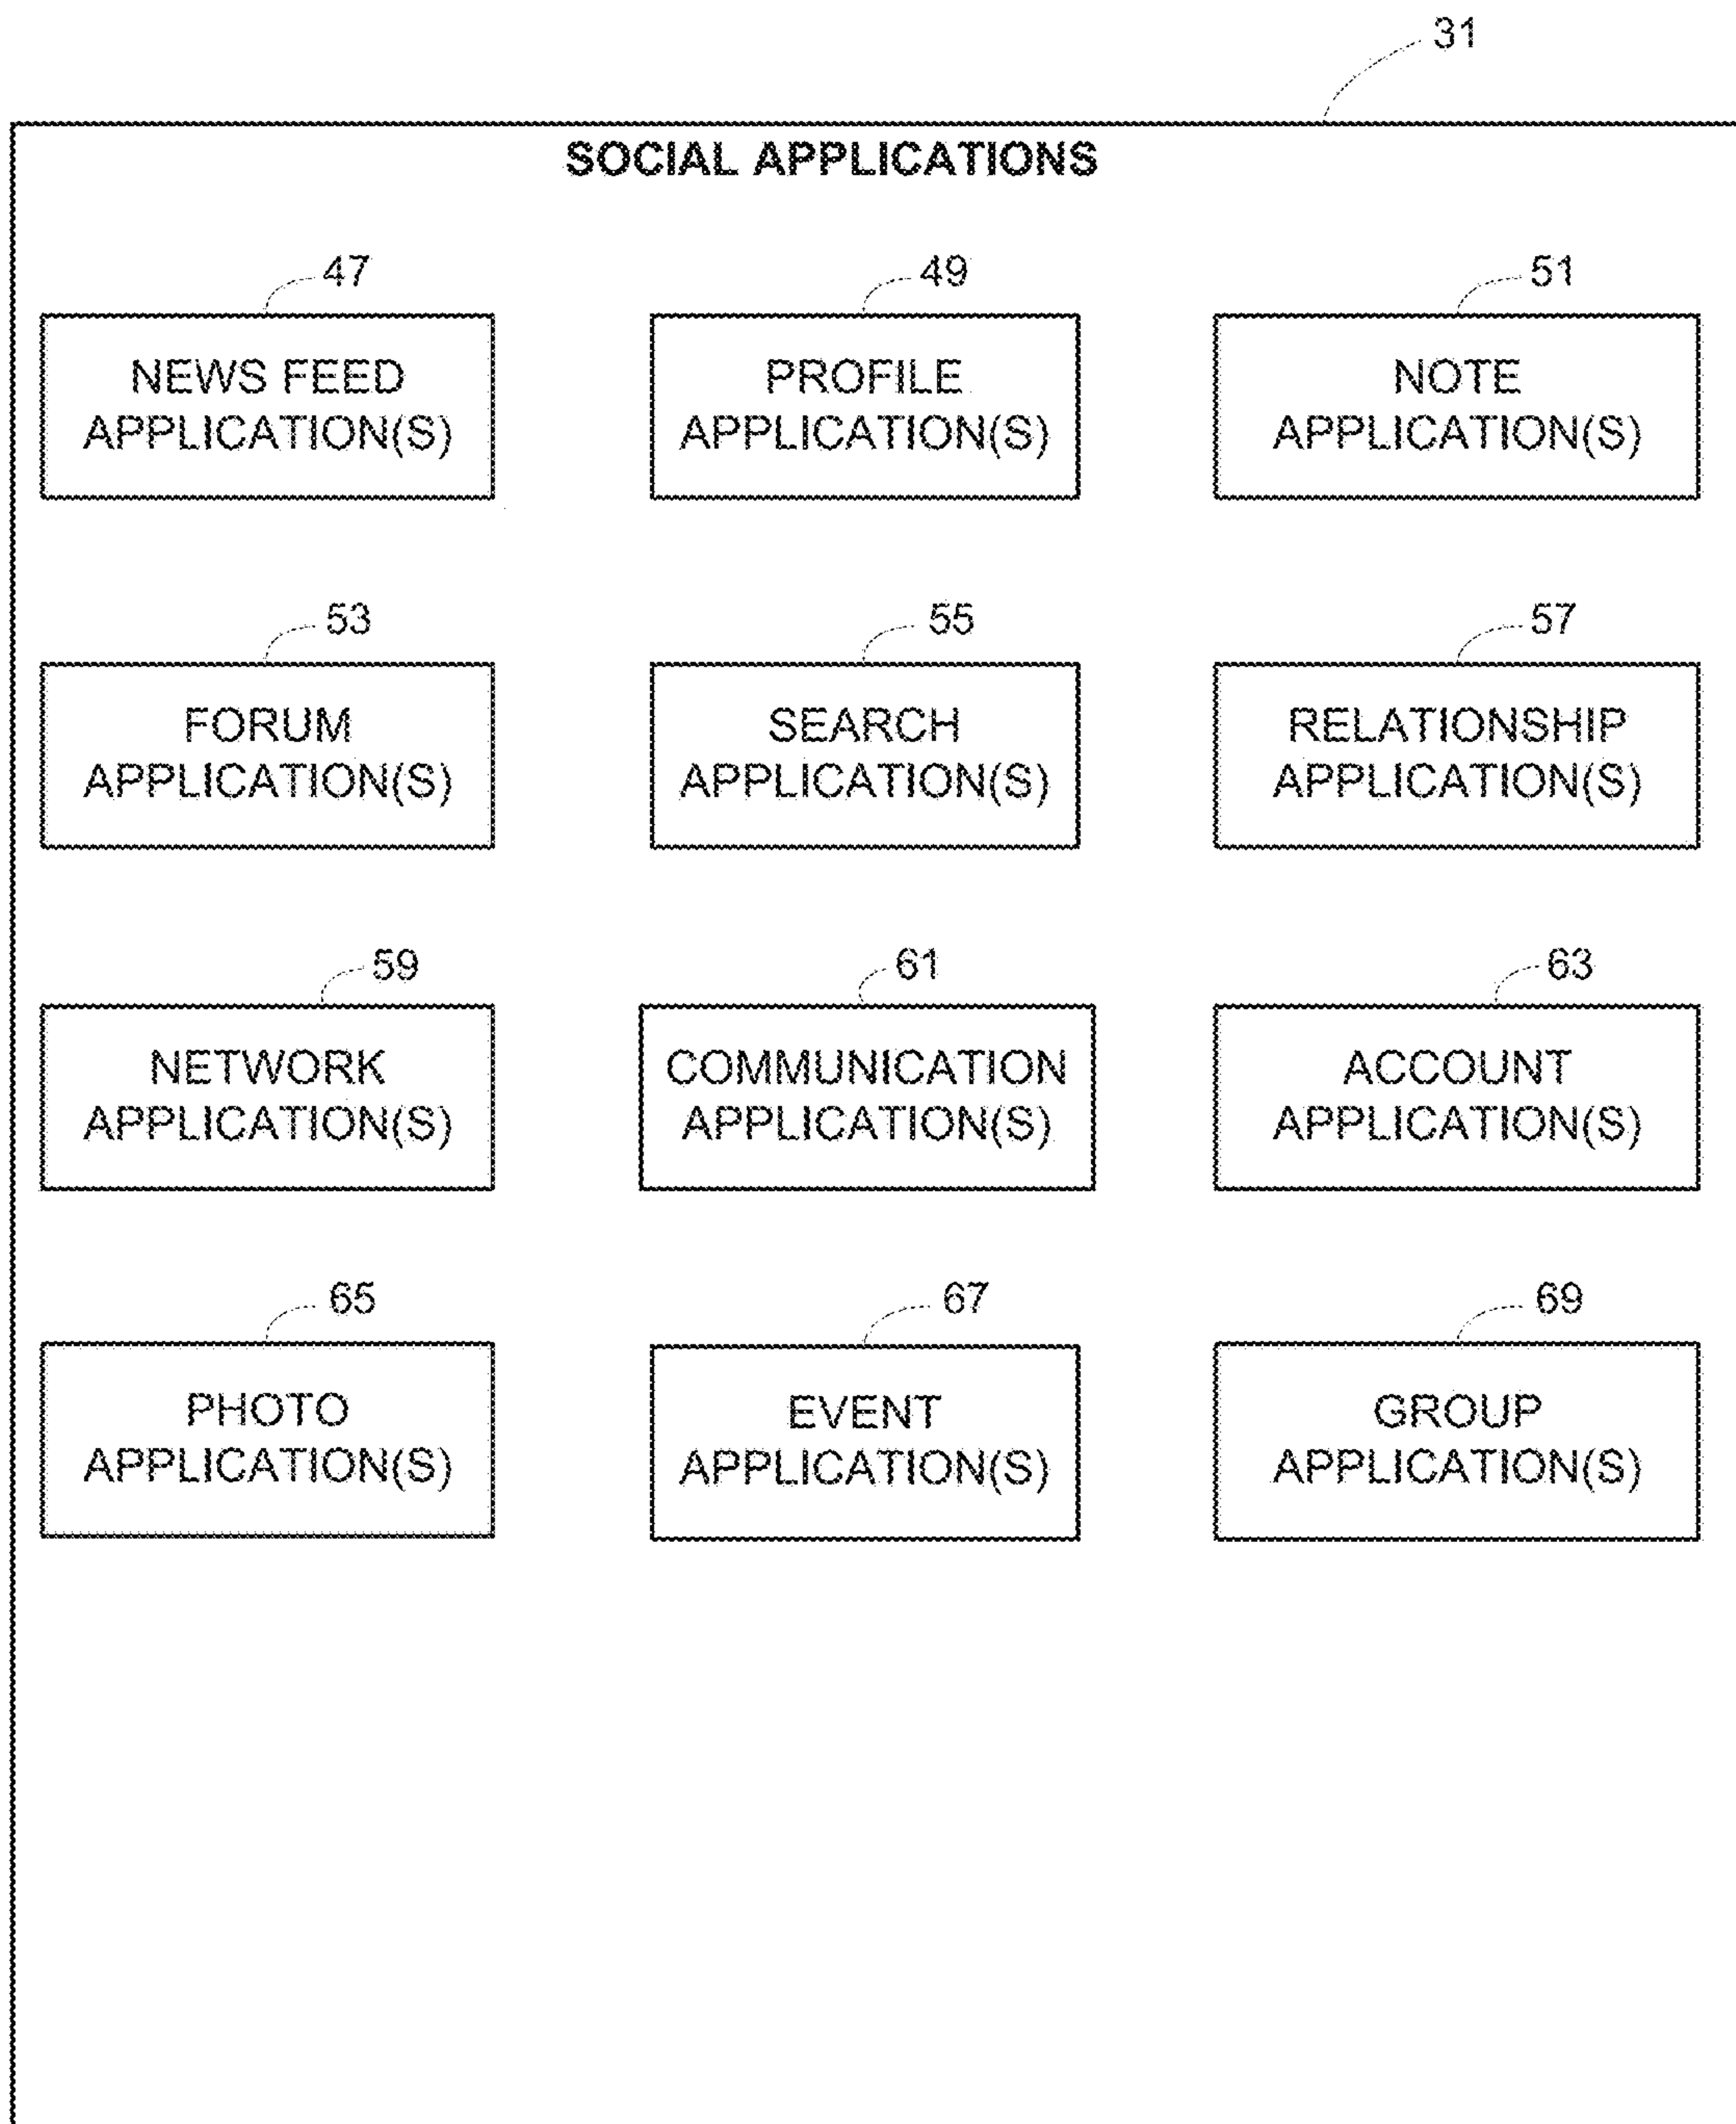 31
SOCIAL APPLICATIONS
47 49 51
NEWS FEED APPLICATION(S)
PROFILE APPLICATION(S)
NOTE APPLICATION(S)
53 55 57
FORUM APPLICATION(S)
SEARCH APPLICATION(S)
RELATIONSHIP APPLICATION(S)
59 61 63
NETWORK APPLICATION(S)
COMMUNICATION APPLICATION(S)
ACCOUNT APPLICATION(S)
65 67 69
PHOTO APPLICATION(S)
EVENT APPLICATION(S)
GROUP APPLICATION(S)